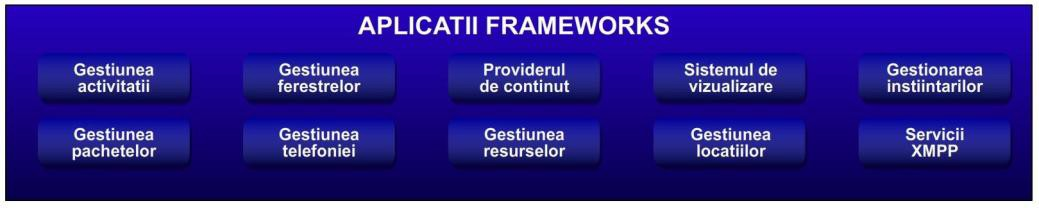 APLICATII FRAMEWORKS
Gestiunea
activitatii
Gestiunea
ferestrelor
Providerul
de continut
Sistemul de
vizualizare
Gestionarea
instiintarilor
Gestiunea
pachetelor
Gestiunea
telefoniei
Gestiunea
resurselor
Gestiunea
locatiilor
Servicii
XMPP